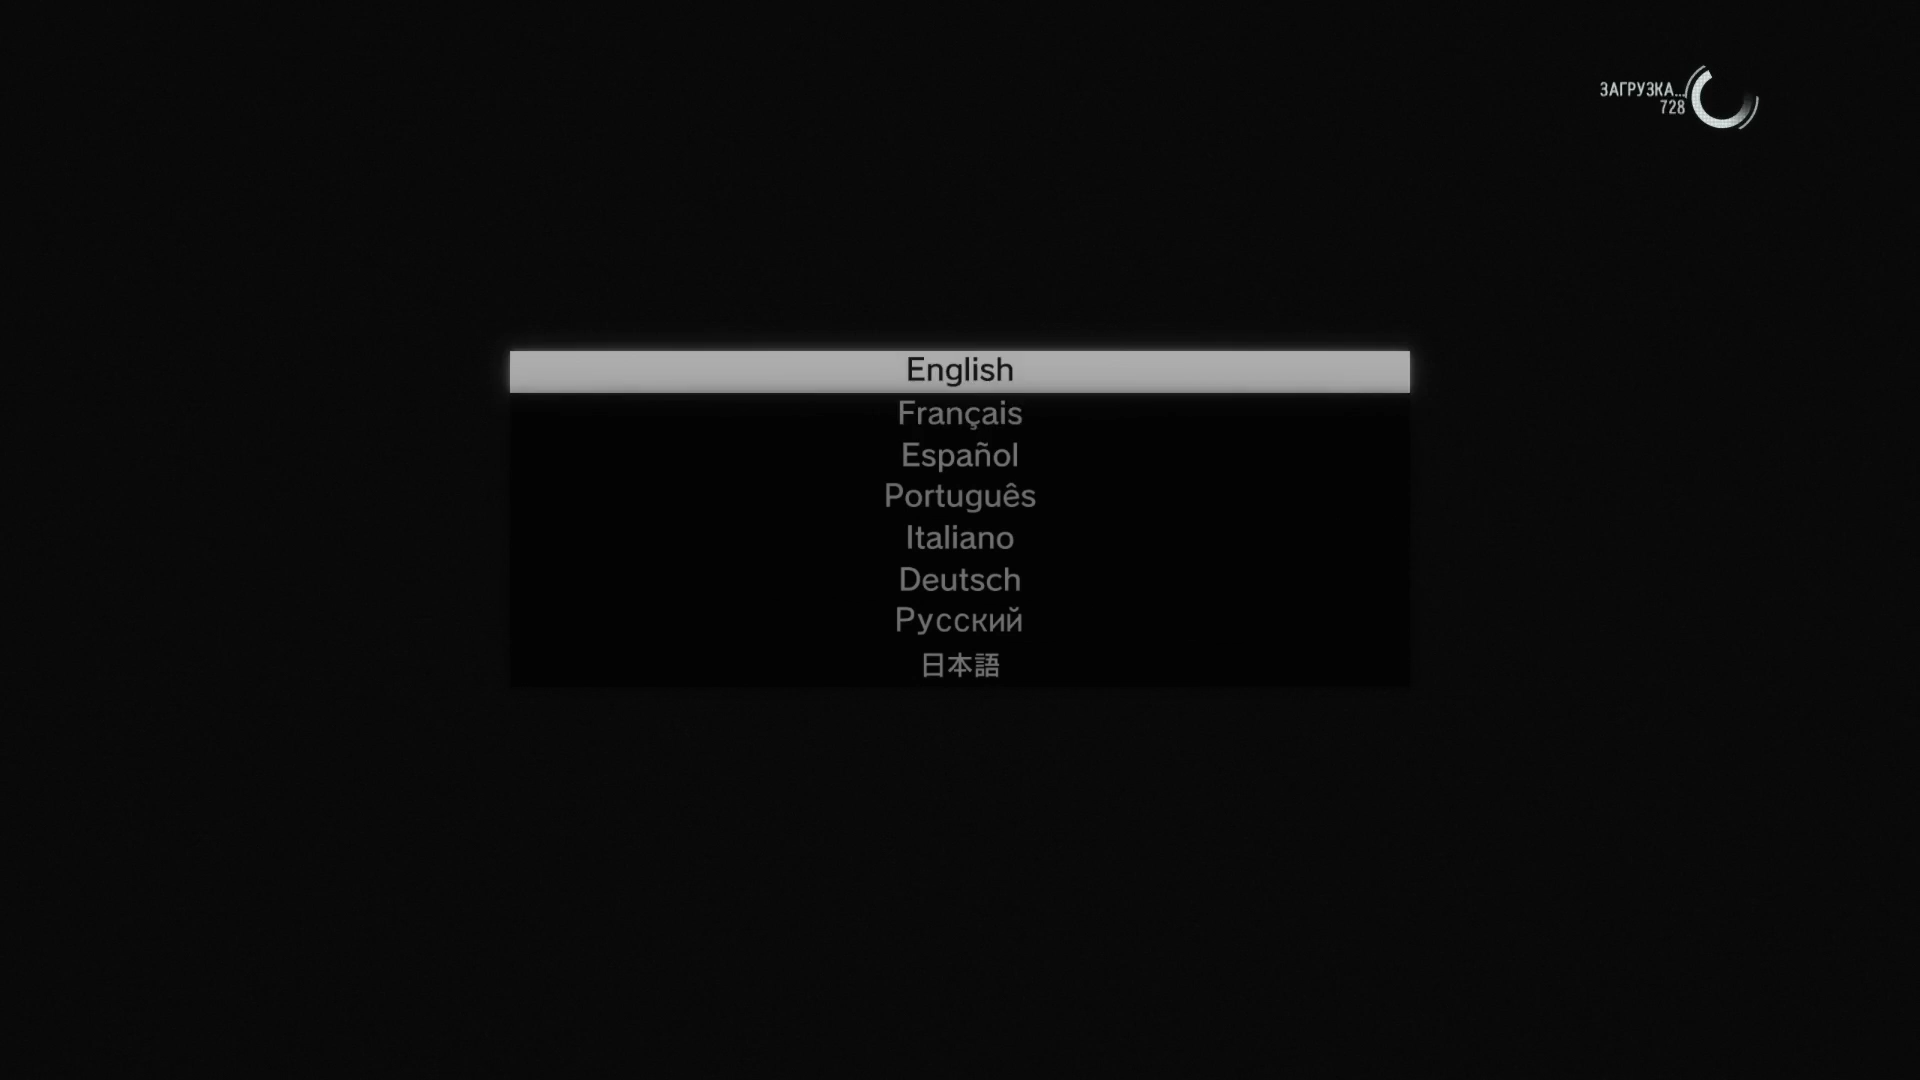 ЗАГРУЗКА...
728
English
Français
Español
Português
Italiano
Deutsch
Русский
日本語